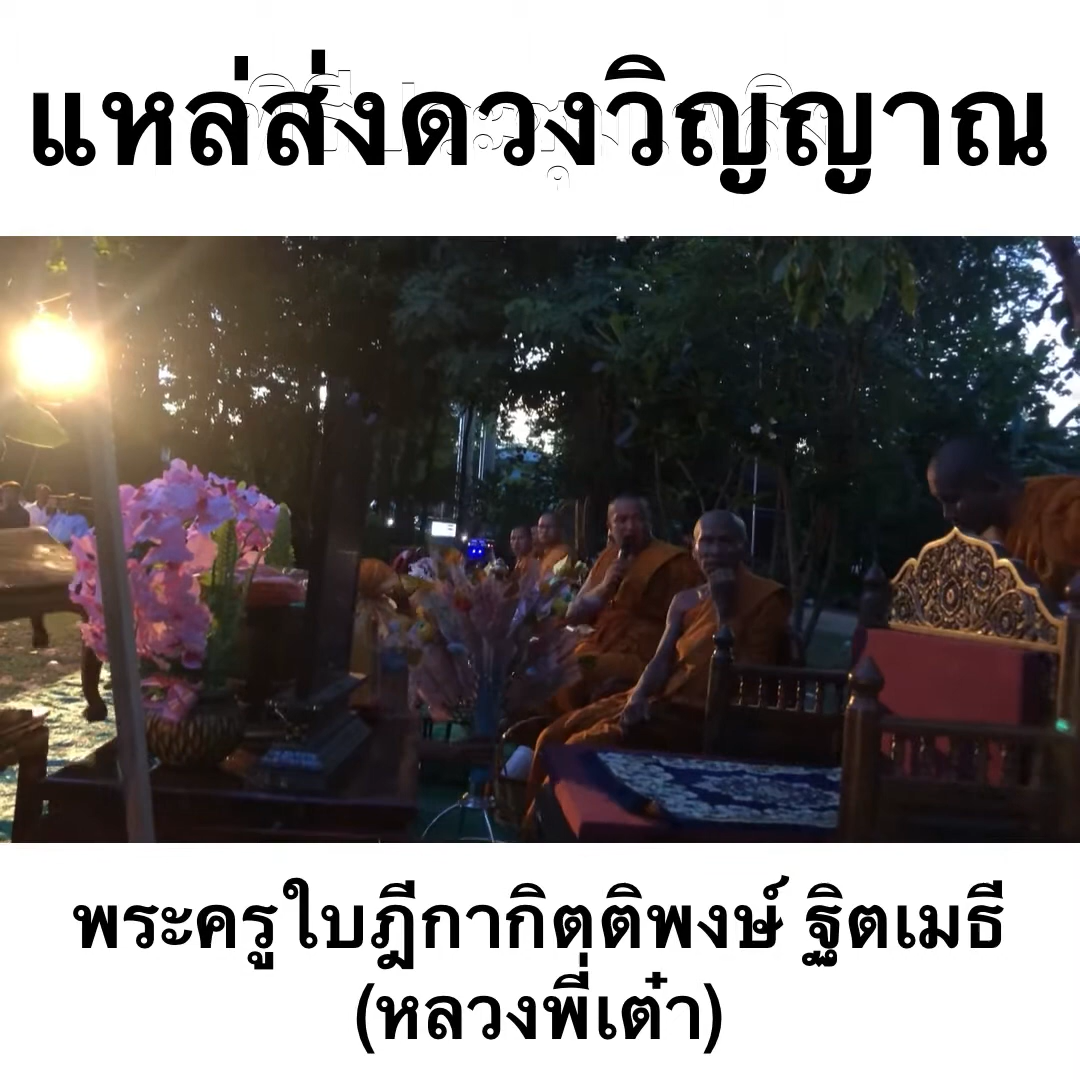 แหล่ส่งดวงวิญญาณ
พระครูใบฎีกากิตติพงษ์ ฐิตเมธี
(หลวงพี่เต๋า)